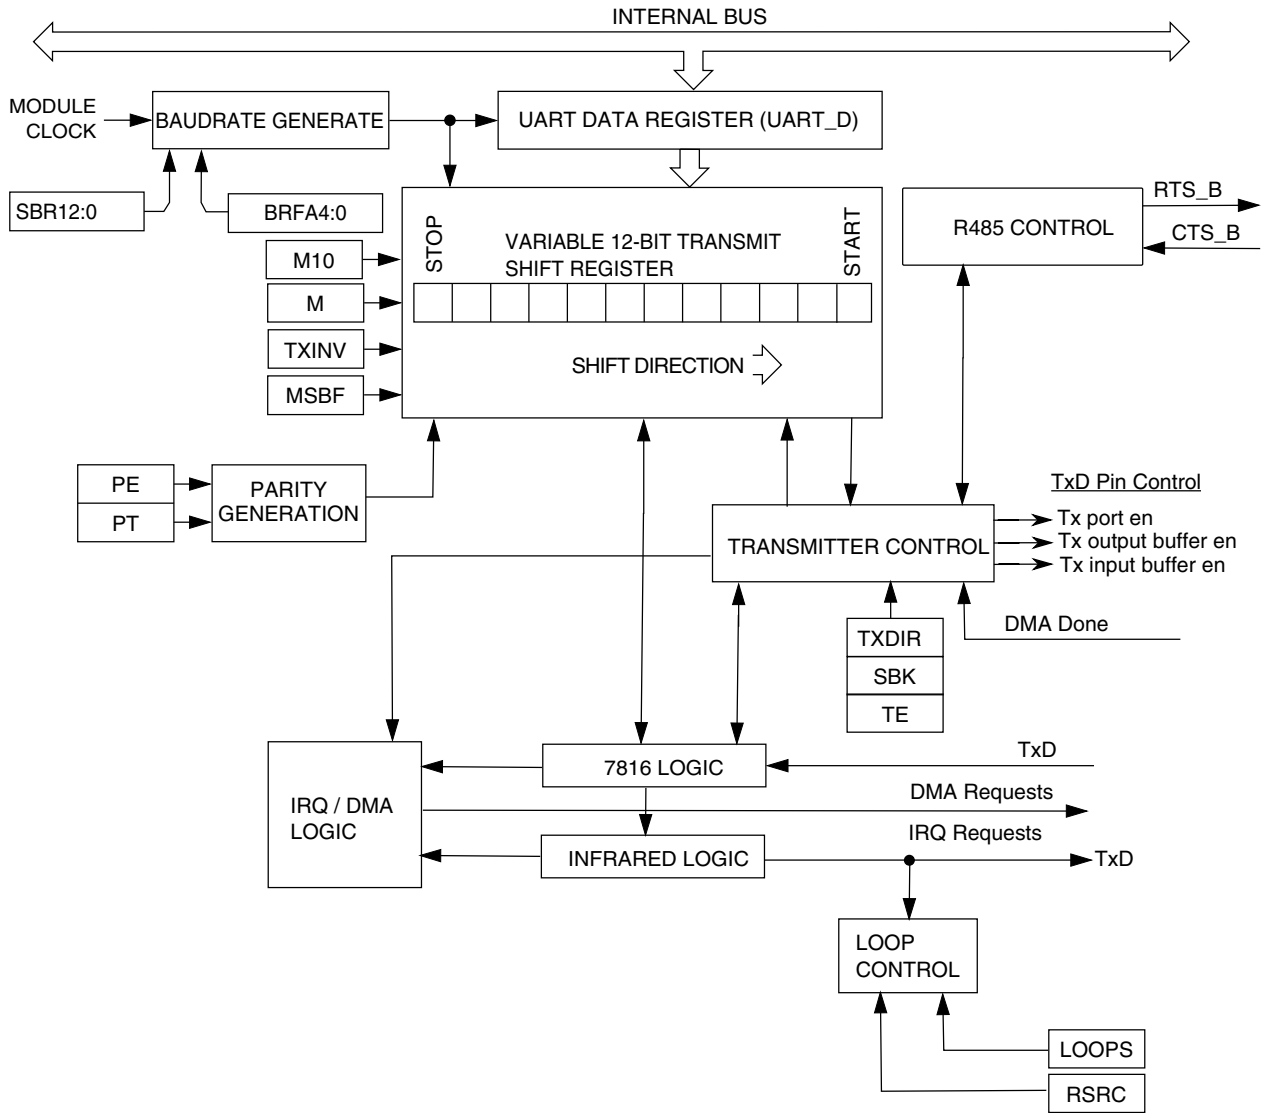 INTERNAL BUS
MODULE
CLOCK
BAUDRATE GENERATE
UART DATA REGISTER (UART_D)
SBR12:0
BRFA4:0
RTS_B
R485 CONTROL
CTS_B
STOP
VARIABLE 12-BIT TRANSMIT
SHIFT REGISTER
START
M10
M
TXINV
MSBF
SHIFT DIRECTION
PE
PT
PARITY
GENERATION
TxD Pin Control
Tx port en
Tx output buffer en
Tx input buffer en
TRANSMITTER CONTROL
DMA Done
TXDIR
SBK
TE
TxD
7816 LOGIC
DMA Requests
IRQ / DMA
LOGIC
IRQ Requests
INFRARED LOGIC
TxD
LOOP
CONTROL
LOOPS
RSRC